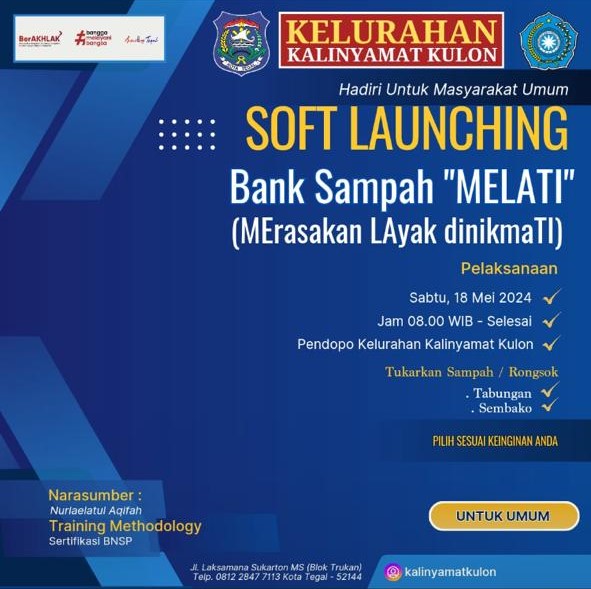 BerAKHLAK
#bangga
melayani
bangsa
KOTA TEGAL
KELURAHAN
KALINYAMAT KULON
Hadiri Untuk Masyarakat Umum
SOFT LAUNCHING
Bank Sampah "MELATI"
(MErasakan LAyak dinikmaTI)
Pelaksanaan
Sabtu, 18 Mei 2024
Jam 08.00 WIB - Selesai
Pendopo Kelurahan Kalinyamat Kulon
Tukarkan Sampah / Rongsok
. Tabungan
. Sembako
PILIH SESUAI KEINGINAN ANDA
Narasumber :
Nurlaelatul Aqifah
Training Methodology
Sertifikasi BNSP
UNTUK UMUM
Jl. Laksamana Sukarton MS (Blok Trukan)
Telp. 0812 2847 7113 Kota Tegal - 52144
kalinyamatkulon